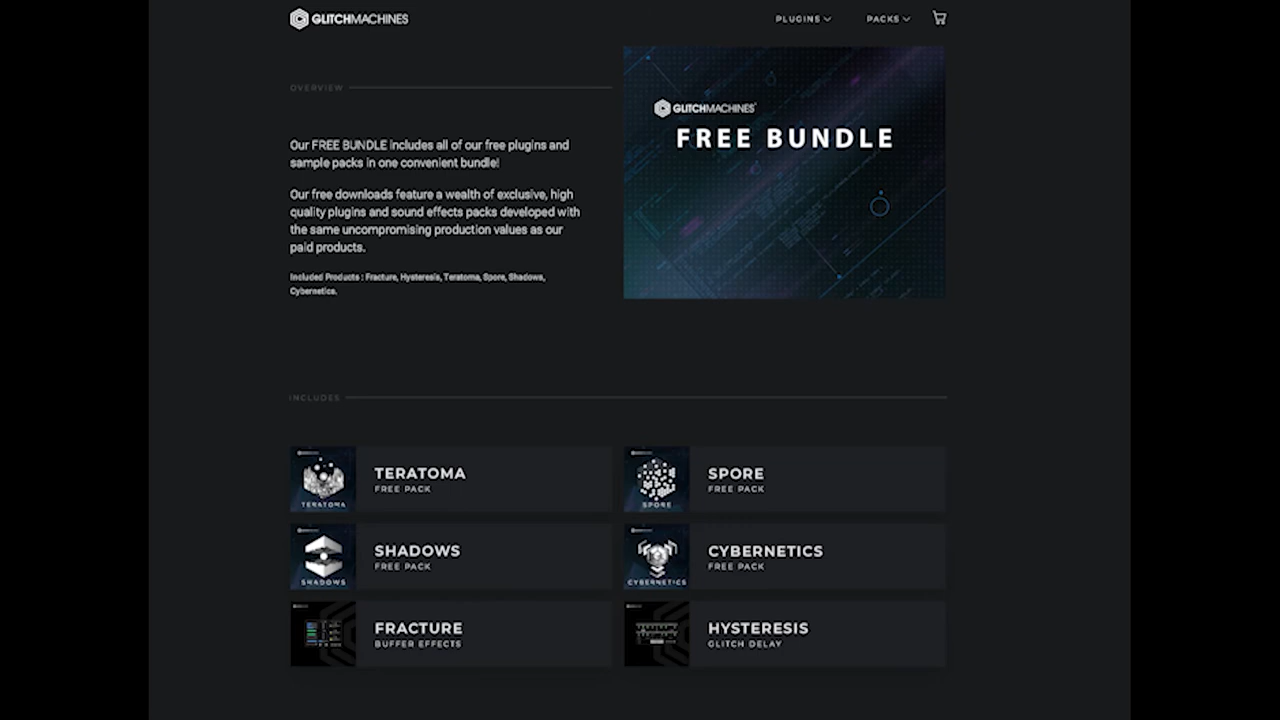 GLITCHMACHINES
PLUGINS
PACKS
OVERVIEW
Our FREE BUNDLE includes all of our free plugins and
sample packs in one convenient bundle!
Our free downloads feature a wealth of exclusive, high
quality plugins and sound effects packs developed with
the same uncompromising production values as our
paid products.
Included Products : Fracture, Hysteresis, Teratoma, Spore, Shadows,
Cybernetics.
GLITCHMACHINES
FREE BUNDLE
INCLUDES
TERATOMA
TERATOMA
FREE PACK
SPORE
SPORE
FREE PACK
SHADOWS
SHADOWS
FREE PACK
CYBERNETICS
CYBERNETICS
FREE PACK
FRACTURE
BUFFER EFFECTS
HYSTERESIS
GLITCH DELAY